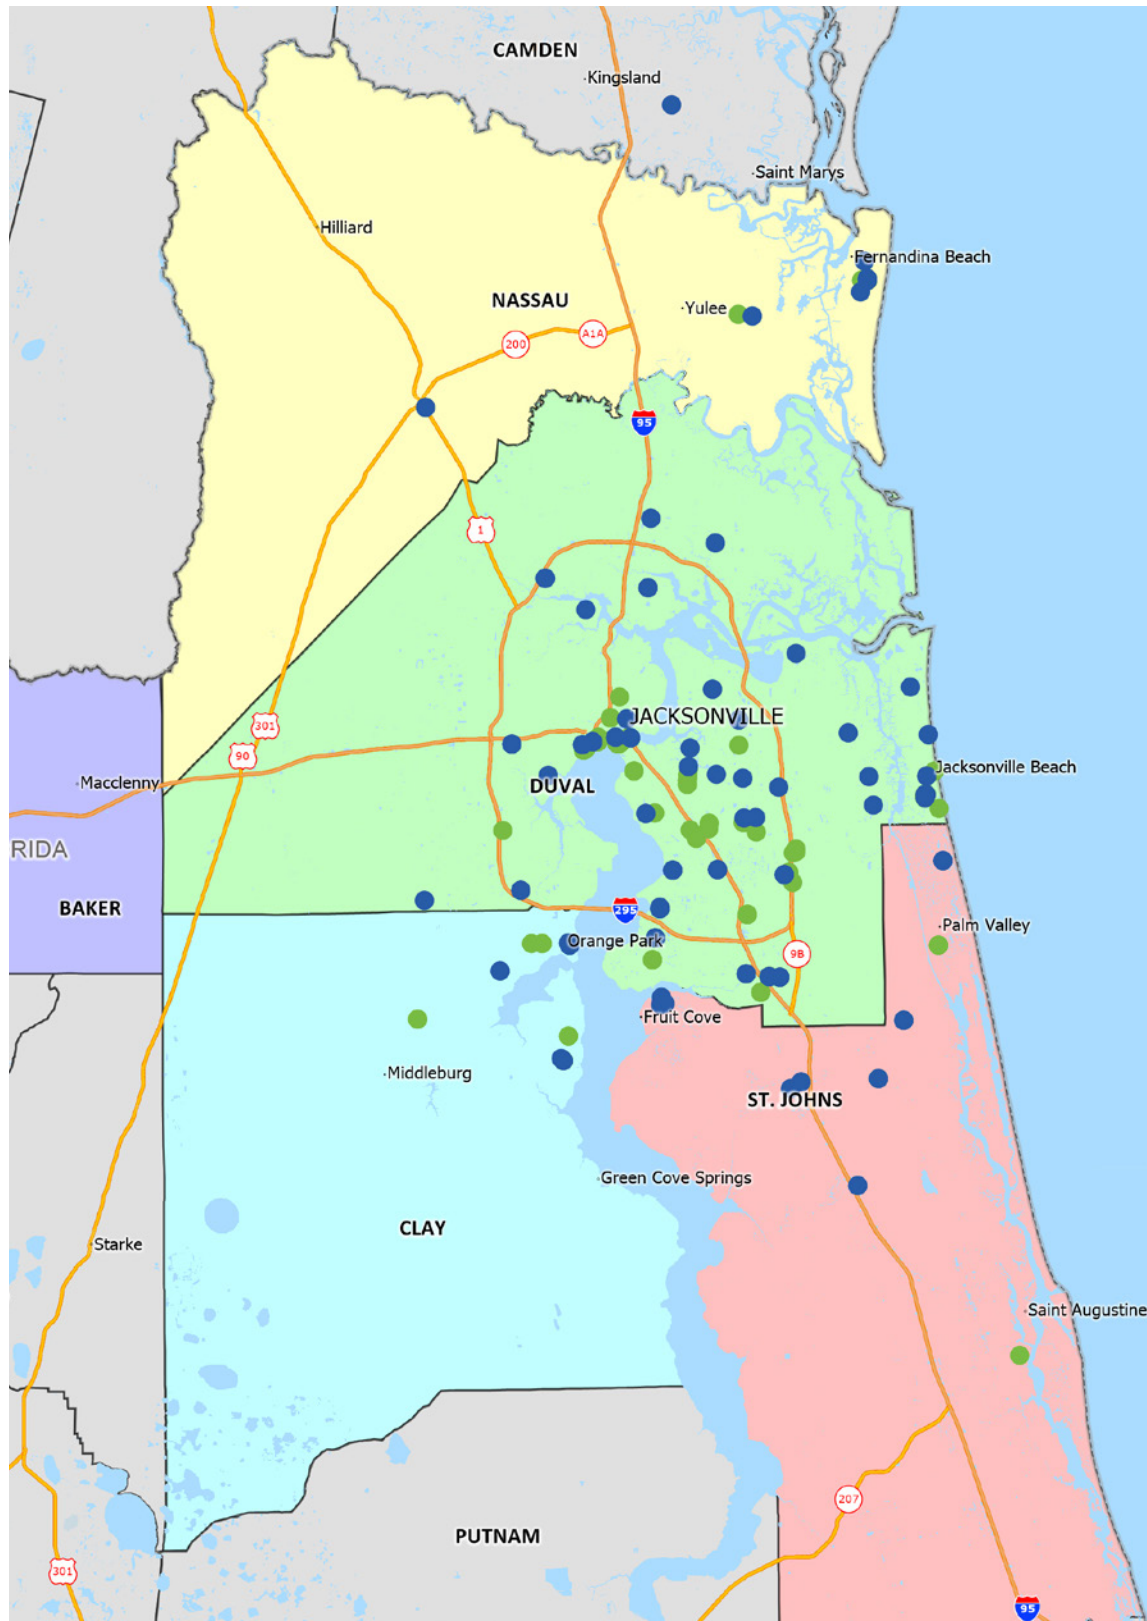 CAMDEN
Kingsland
Saint Marys
Hilliard
Fernandina Beach
NASSAU
Yulee
A1A
200
95
1
301
JACKSONVILLE
90
Jacksonville Beach
Macclenny
DUVAL
RIDA
BAKER
295
Palm Valley
Orange Park
9B
Fruit Cove
Middleburg
ST. JOHNS
Green Cove Springs
CLAY
Starke
Saint Augustine
207
PUTNAM
301
95